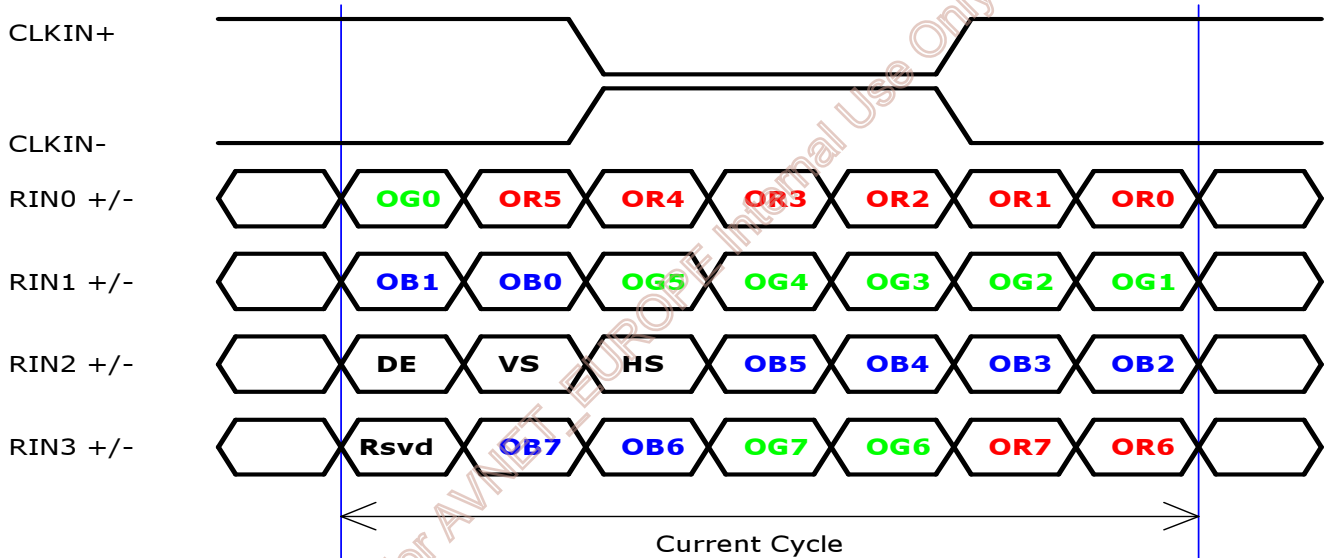 CLKIN+
CLKIN-
RIN0 +/- OG0 OR5 OR4 OR3 OR2 OR1 OR0
RIN1 +/- OB1 OB0 OG5 OG4 OG3 OG2 OG1
RIN2 +/- DE VS HS OB5 OB4 OB3 OB2
RIN3 +/- Rsvd OB7 OB6 OG7 OG6 OR7 OR6
Current Cycle
for AVNET_EUROPE Internal Use Only